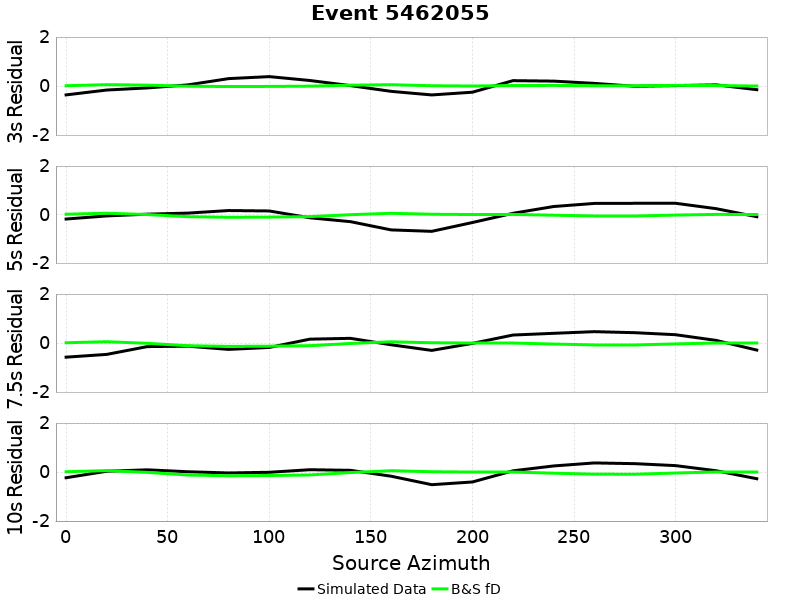 Event 5462055
3s Residual
2
0
-2
5s Residual
2
0
-2
7.5s Residual
2
0
-2
10s Residual
2
0
-2
0 50 100 150 200 250 300
Source Azimuth
Simulated Data B&S fD